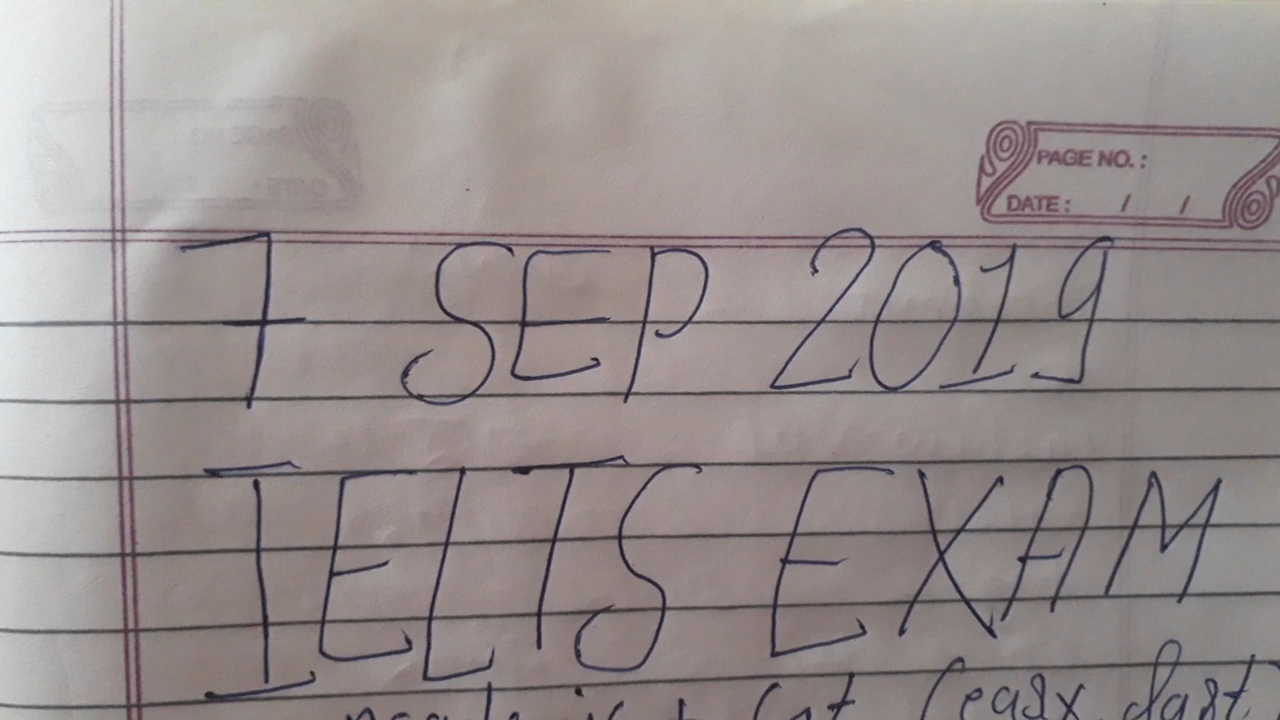 PAGE NO. :
DATE : / /
7 SEP 2019
IELTS EXAM